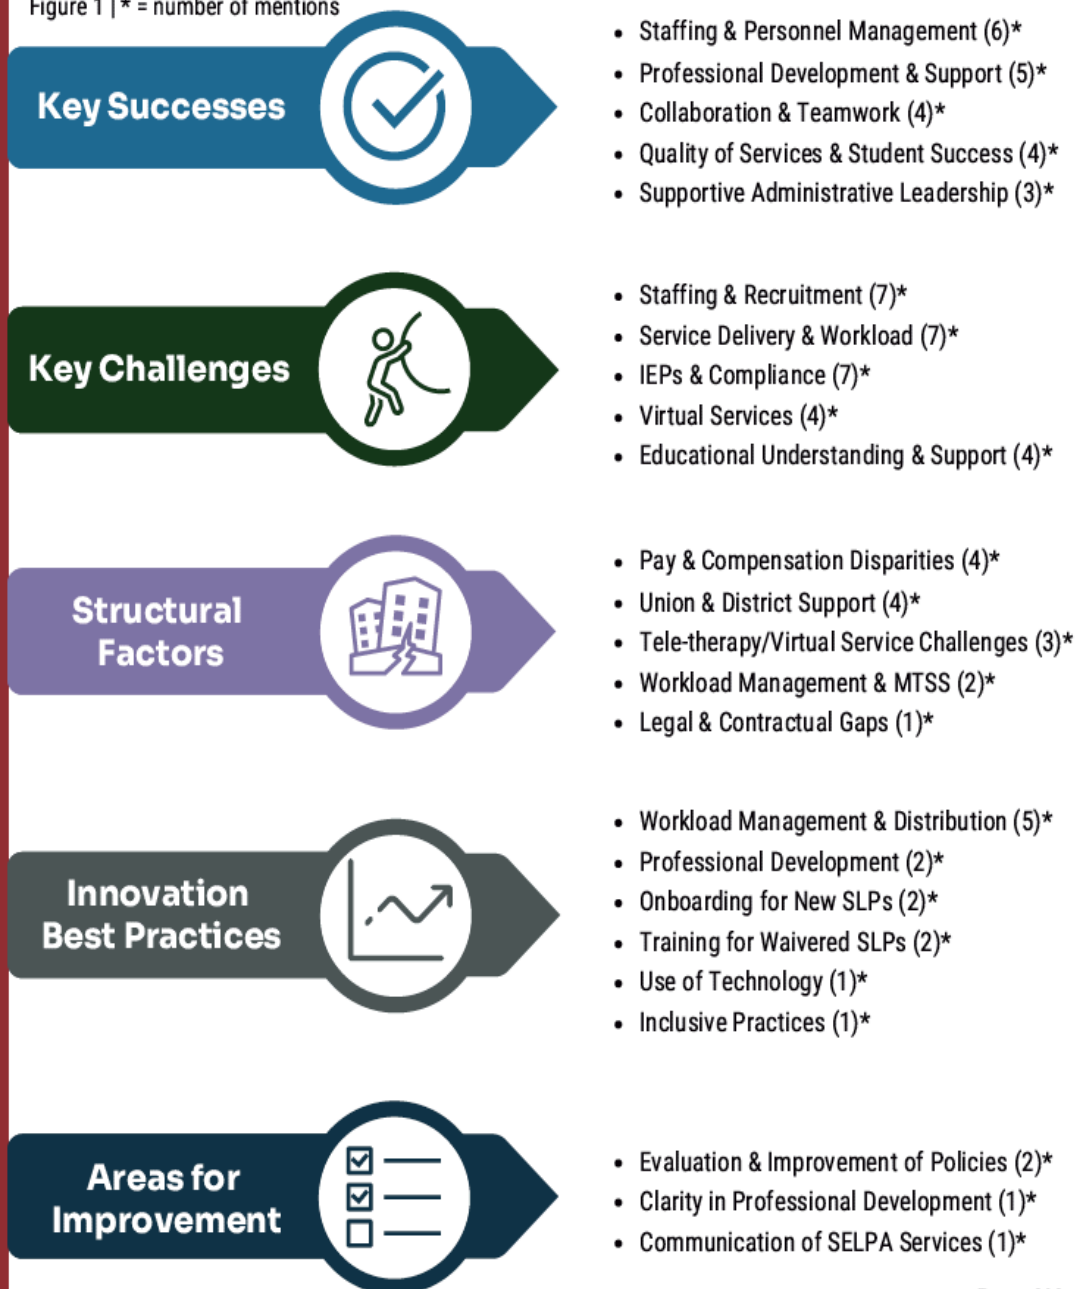 Figure 1 | * = number of mentions
Key Successes
• Staffing & Personnel Management (6)*
• Professional Development & Support (5)*
• Collaboration & Teamwork (4)*
• Quality of Services & Student Success (4)*
• Supportive Administrative Leadership (3)*
Key Challenges
• Staffing & Recruitment (7)*
• Service Delivery & Workload (7)*
• IEPs & Compliance (7)*
• Virtual Services (4)*
• Educational Understanding & Support (4)*
Structural
Factors
• Pay & Compensation Disparities (4)*
• Union & District Support (4)*
• Tele-therapy/Virtual Service Challenges (3)*
• Workload Management & MTSS (2)*
• Legal & Contractual Gaps (1)*
Innovation
Best Practices
• Workload Management & Distribution (5)*
• Professional Development (2)*
• Onboarding for New SLPs (2)*
• Training for Waivered SLPs (2)*
• Use of Technology (1)*
• Inclusive Practices (1)*
Areas for
Improvement
• Evaluation & Improvement of Policies (2)*
• Clarity in Professional Development (1)*
• Communication of SELPA Services (1)*